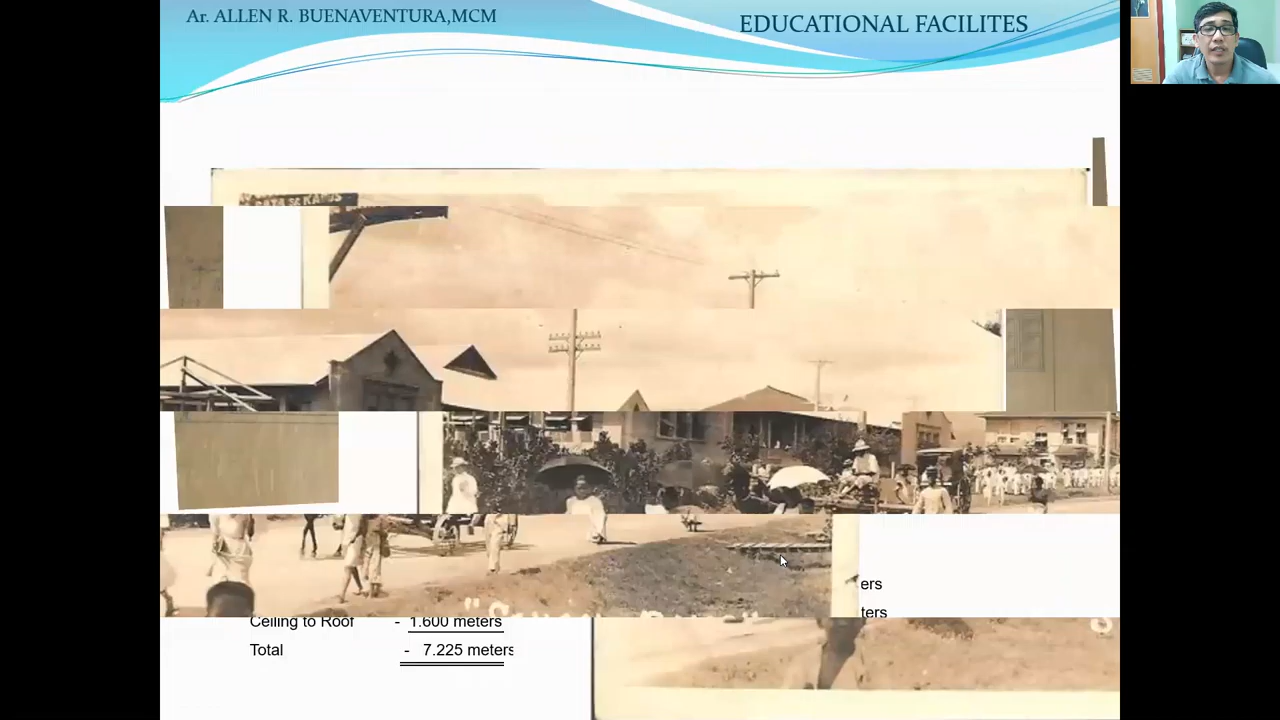 Ar. ALLEN R. BUENAVENTURA,MCM
EDUCATIONAL FACILITES
ers
ters
Ceiling to Roof - 1.600 meters
Total - 7.225 meters